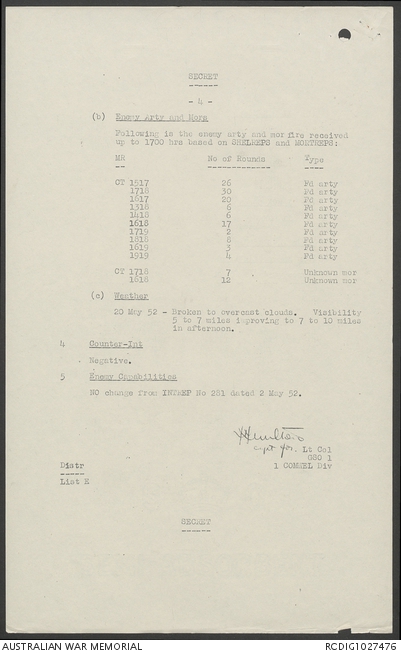 SECRET
- 4 -
(b) Enemy Arty and Mors
Following is the enemy arty and mor fire received
up to 1700 hrs based on SHELREPS and MORTREPS:
MR No of Rounds Type
CT 1517 26 Fd arty
1718 30 Fd arty
1617 20 Fd arty
1318 6 Fd arty
1418 6 Fd arty
1618 17 Fd arty
1719 2 Fd arty
1818 8 Fd arty
1619 3 Fd arty
1919 4 Fd arty
CT 1718 7 Unknown mor
1618 12 Unknown mor
(c) Weather
20 May 52 - Broken to overcast clouds. Visibility
5 to 7 miles improving to 7 to 10 miles
in afternoon.
4 Counter-Int
Negative.
5 Enemy Capabilities
NO change from INTREP No 281 dated 2 May 52.
Capt for. Lt Col
GSO 1
1 COMWEL Div
Distr
List E
SECRET
AUSTRALIAN WAR MEMORIAL
RCDIG1027476